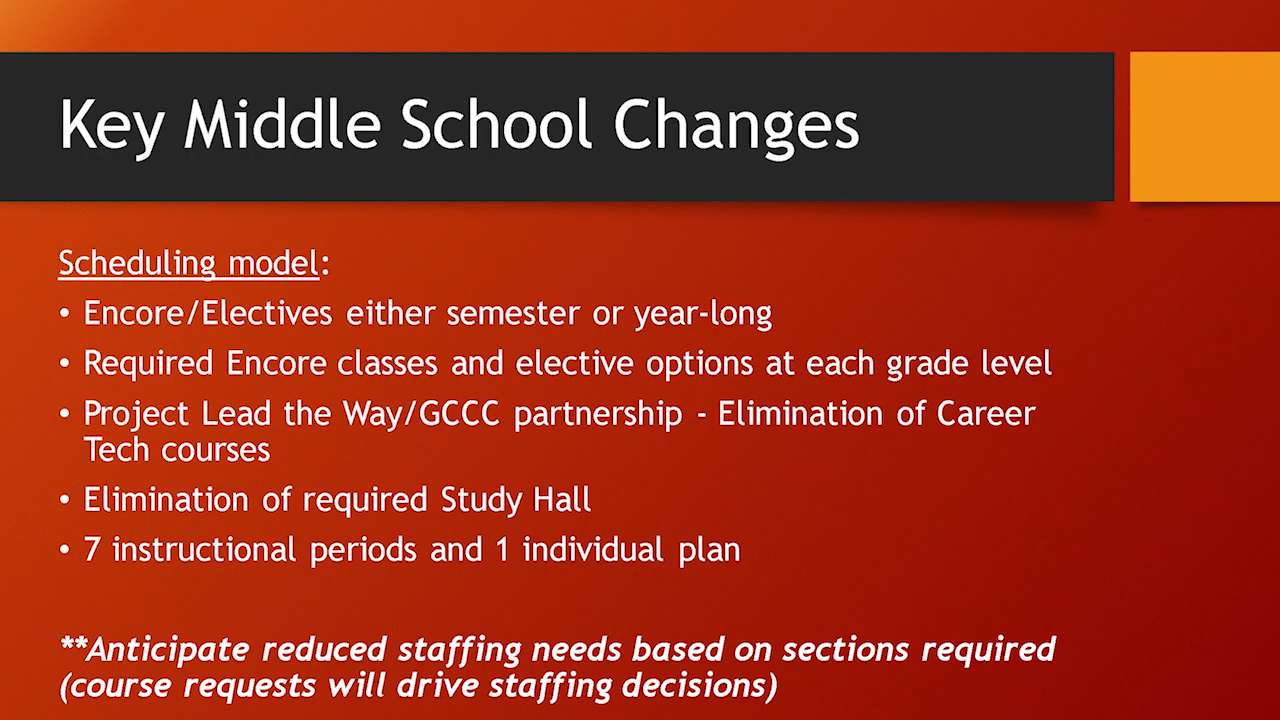 Key Middle School Changes
Scheduling model:
• Encore/Electives either semester or year-long
• Required Encore classes and elective options at each grade level
• Project Lead the Way/GCCC partnership - Elimination of Career
Tech courses
• Elimination of required Study Hall
• 7 instructional periods and 1 individual plan
**Anticipate reduced staffing needs based on sections required
(course requests will drive staffing decisions)